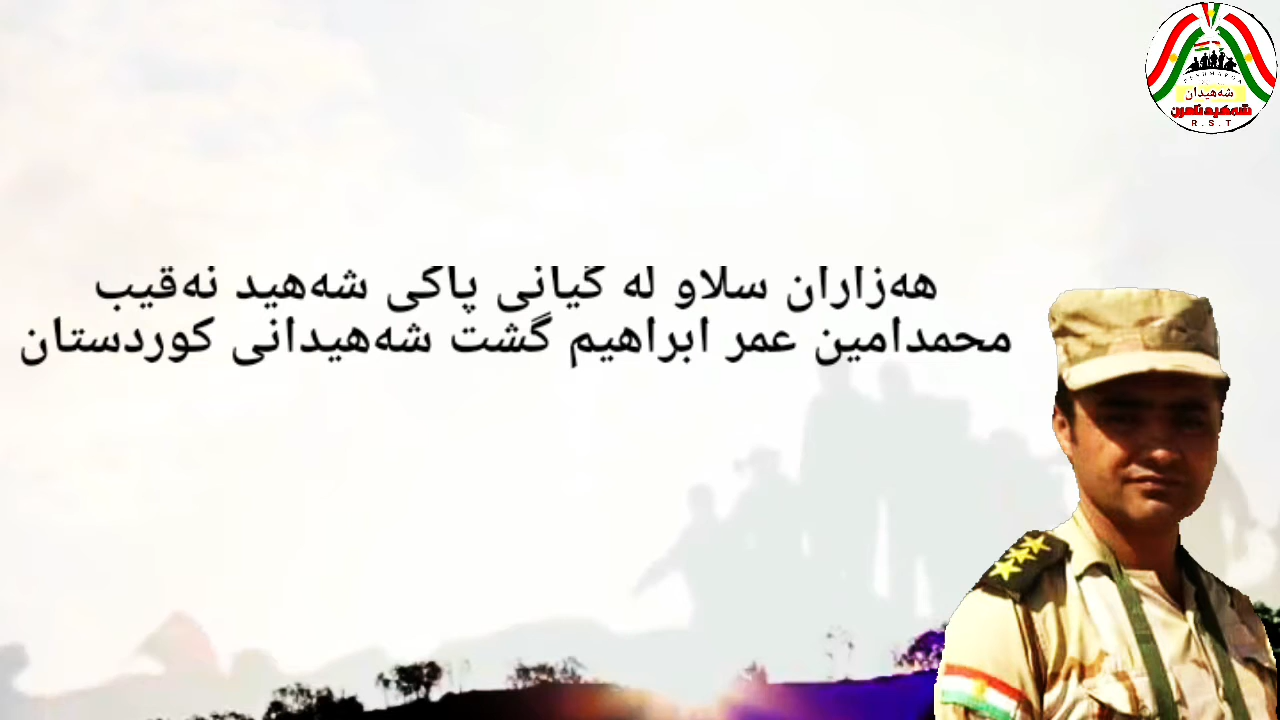 هەزاران سلاو لە گیانی پاکی شەهید نەقیب
محمدامین عمر ابراهیم گشت شەهیدانی کوردستان
شەهیدان
R.S.T